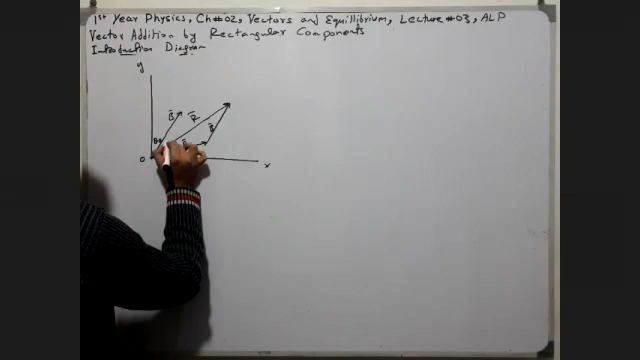 1st Year Physics, Ch#02, Vectors and Equilibrium, Lecture#03, ALP
Vector Addition by Rectangular Components
Introduction Diagram
y
B
R
B
θ
O
x